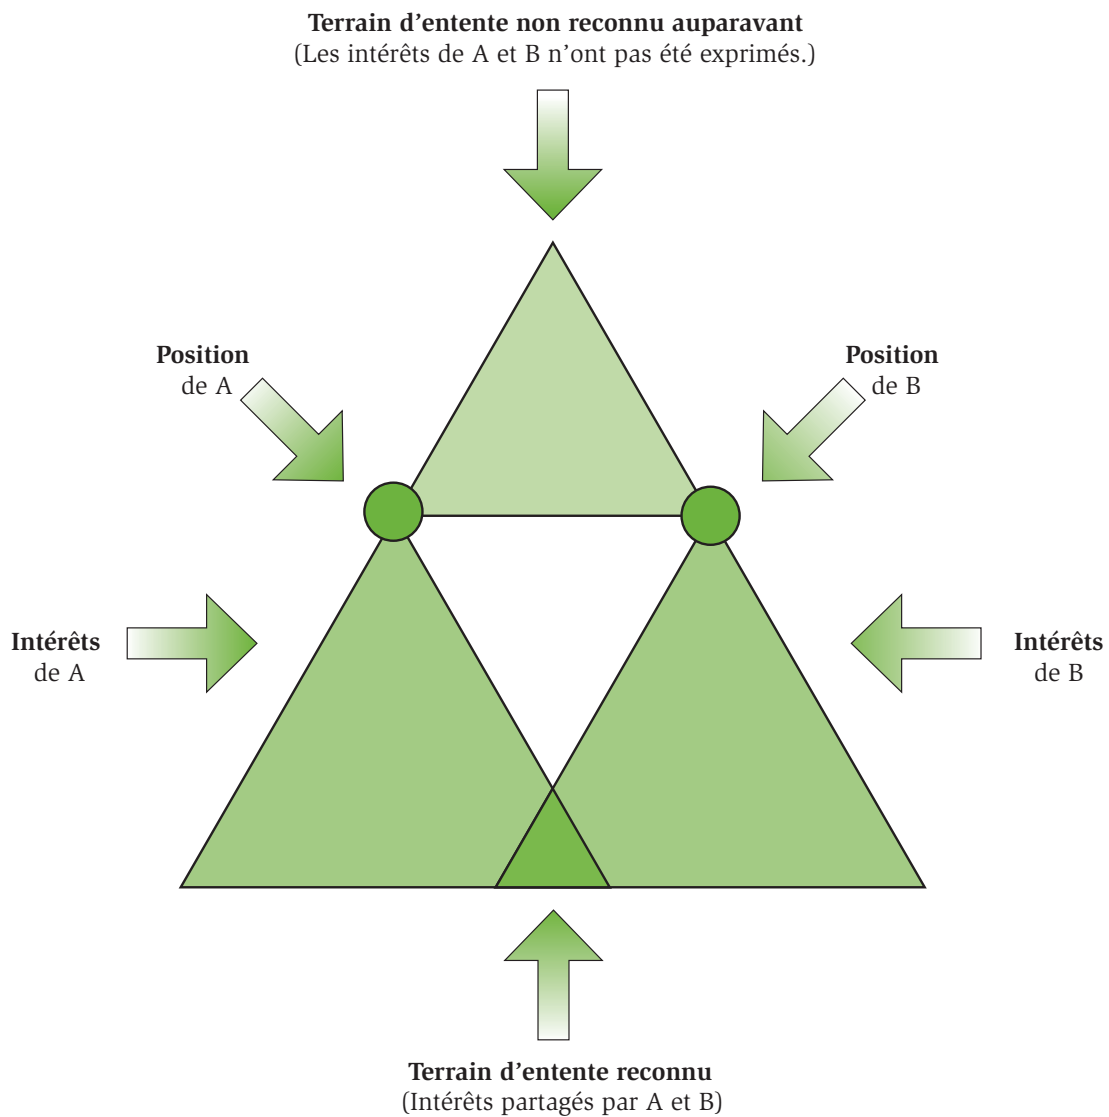 Terrain d’entente non reconnu auparavant
(Les intérêts de A et B n’ont pas été exprimés.)
Position
de A
Position
de B
Intérêts
de A
Intérêts
de B
Terrain d’entente reconnu
(Intérêts partagés par A et B)